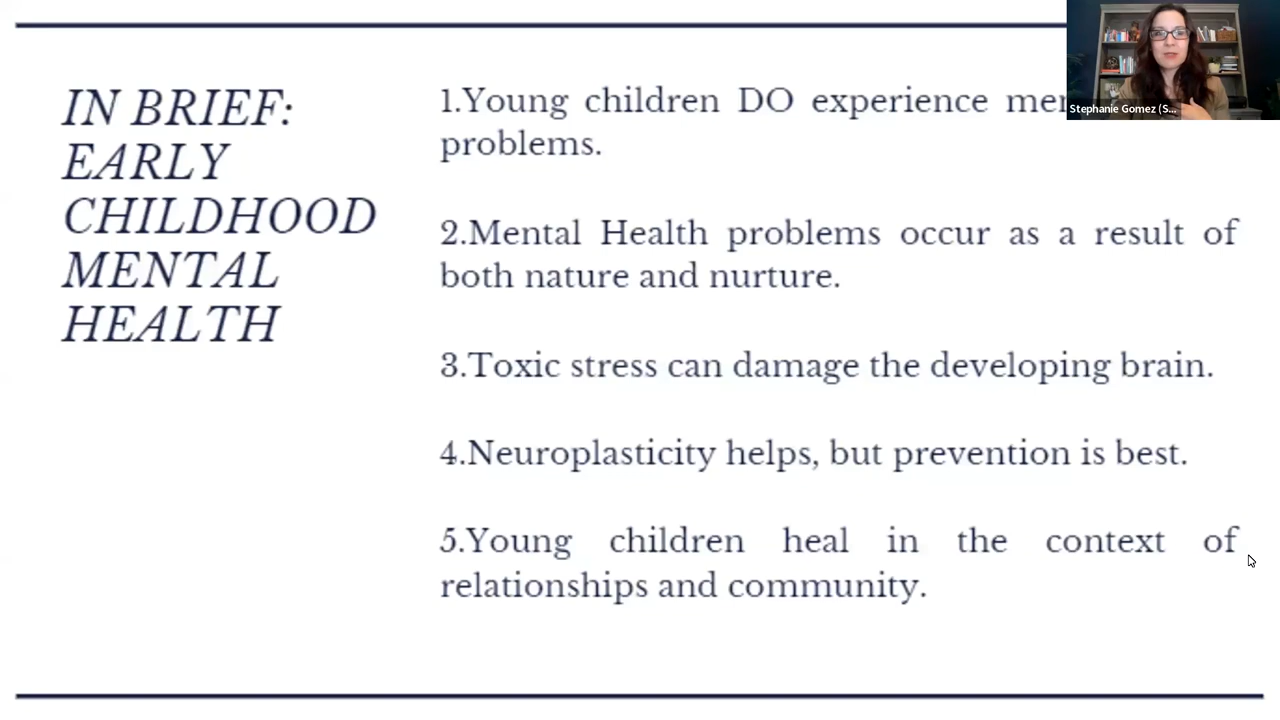 IN BRIEF:
EARLY
CHILDHOOD
MENTAL
HEALTH
1.Young children DO experience
problems.
2.Mental Health problems occur as a result of
both nature and nurture.
3.Toxic stress can damage the developing brain.
4.Neuroplasticity helps, but prevention is best.
5.Young children heal in the context of
relationships and community.
Stephanie Gomez (S...